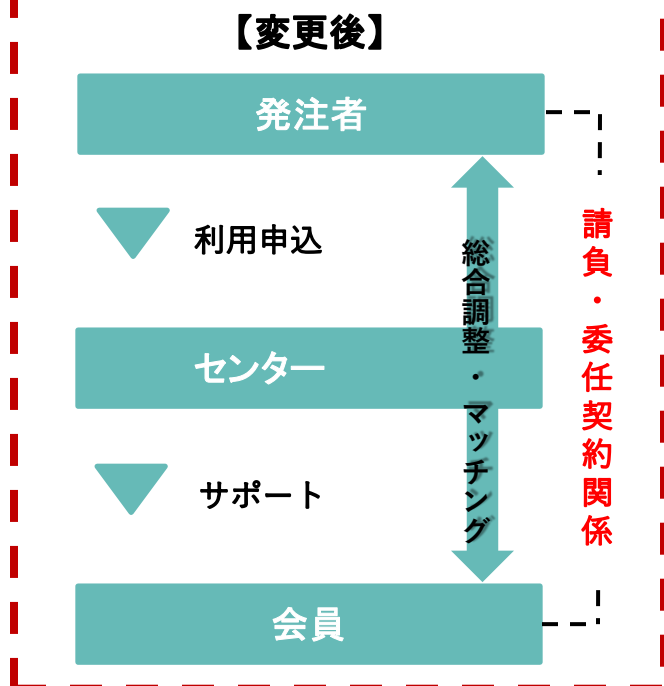 【変更後】
発注者
利用申込
総合調整・マッチング
請負・委任契約関係
センター
サポート
会員